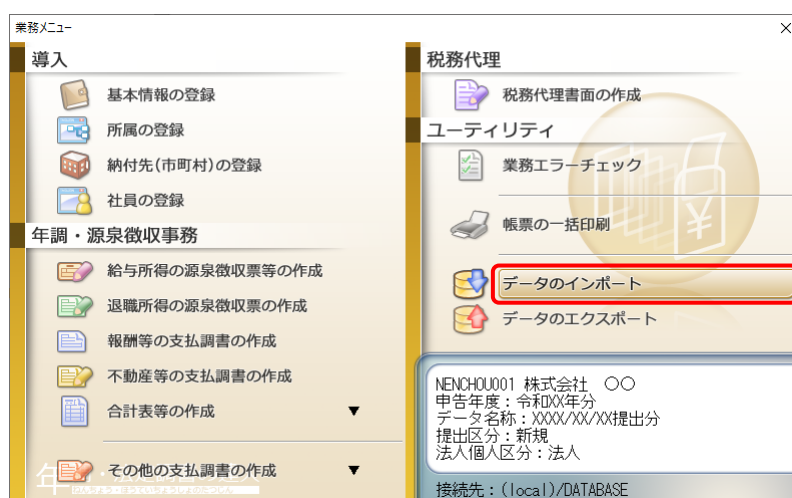 業務メニュー
導入
基本情報の登録
所属の登録
納付先(市町村)の登録
社員の登録
年調・源泉徴収事務
給与所得の源泉徴収票等の作成
退職所得の源泉徴収票の作成
報酬等の支払調書の作成
不動産等の支払調書の作成
合計表等の作成 ▼
その他の支払調書の作成 ▼
税務代理
税務代理書面の作成
ユーティリティ
業務エラーチェック
帳票の一括印刷
データのインポート
データのエクスポート
NENCHOU001 株式会社 〇〇
申告年度:令和XX年分
データ名称:XXXX/XX/XX提出分
提出区分:新規
法人個人区分:法人
接続先:(local)/DATABASE